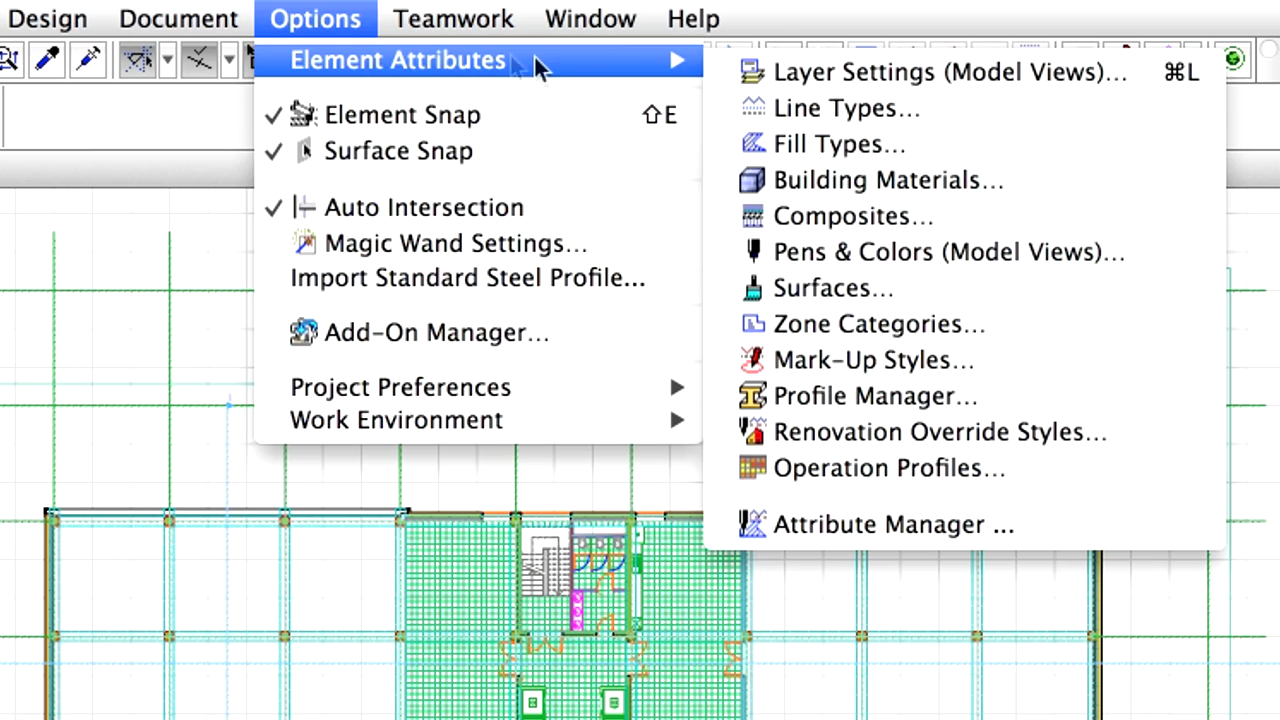 Design Document Options Teamwork Window Help
Element Attributes
✓ Element Snap ⇧E
✓ Surface Snap
✓ Auto Intersection
Magic Wand Settings...
Import Standard Steel Profile...
Add-On Manager...
Project Preferences
Work Environment
Layer Settings (Model Views)... ⌘L
Line Types...
Fill Types...
Building Materials...
Composites...
Pens & Colors (Model Views)...
Surfaces...
Zone Categories...
Mark-Up Styles...
Profile Manager...
Renovation Override Styles...
Operation Profiles...
Attribute Manager ...